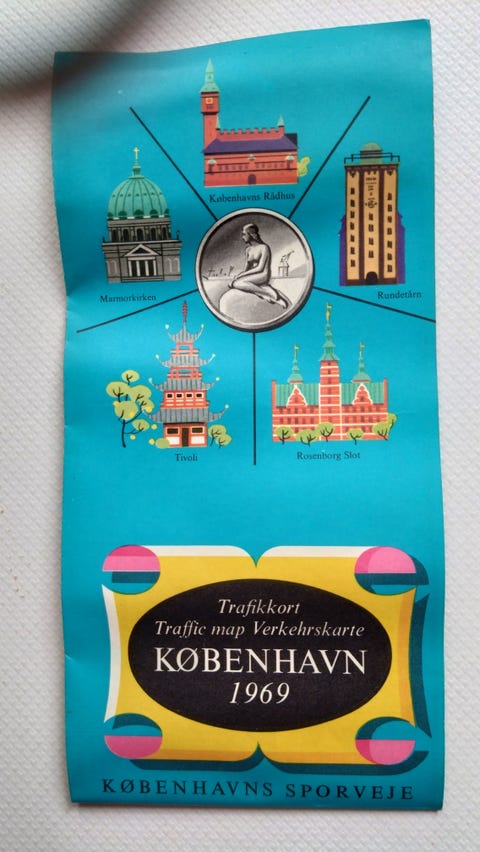 Københavns Rådhus
Marmorkirken
Rundetårn
Tivoli
Rosenborg Slot
Trafikkort
Traffic map Verkehrskarte
KØBENHAVN
1969
KØBENHAVNS SPORVEJE